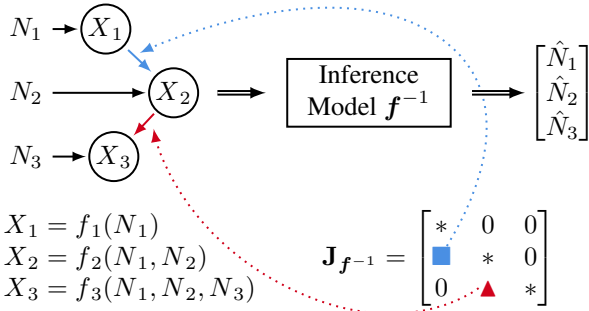 N₁ X₁
N₂ X₂ Inference Model f⁻¹ [N̂₁ N̂₂ N̂₃]
N₃ X₃
X₁ = f₁(N₁)
X₂ = f₂(N₁, N₂)
X₃ = f₃(N₁, N₂, N₃)
J_f⁻¹ = [* 0 0
■ * 0
0 ▲ *]